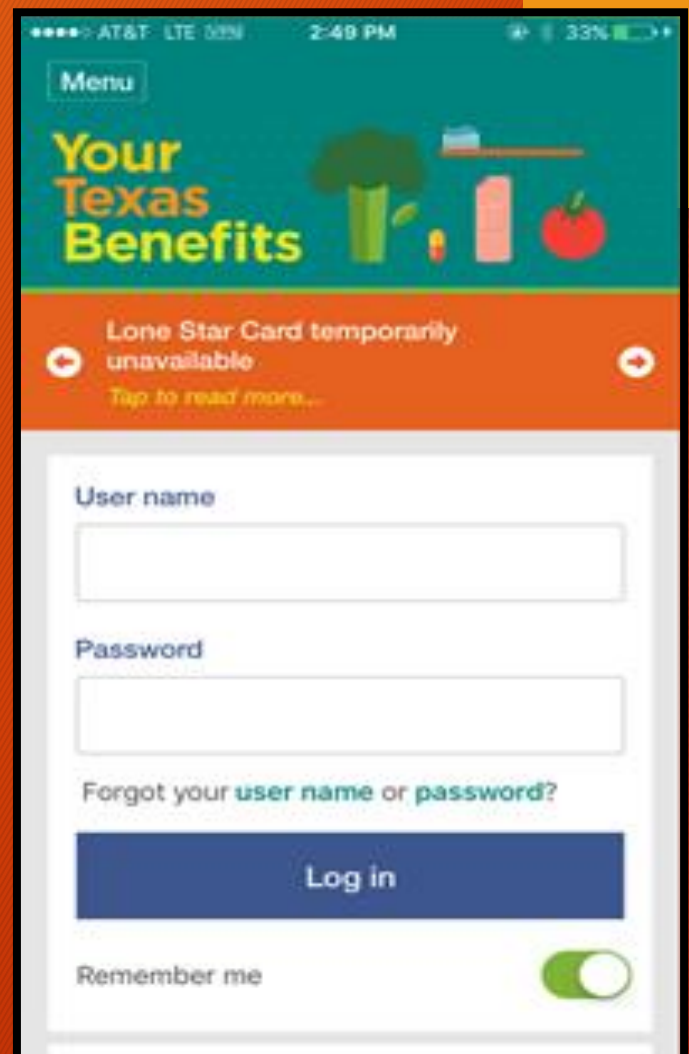 AT&T LTE 2:49 PM 33%
Menu
Your
Texas
Benefits
Lone Star Card temporarily
unavailable
Tap to read more...
User name
Password
Forgot your user name or password?
Log in
Remember me